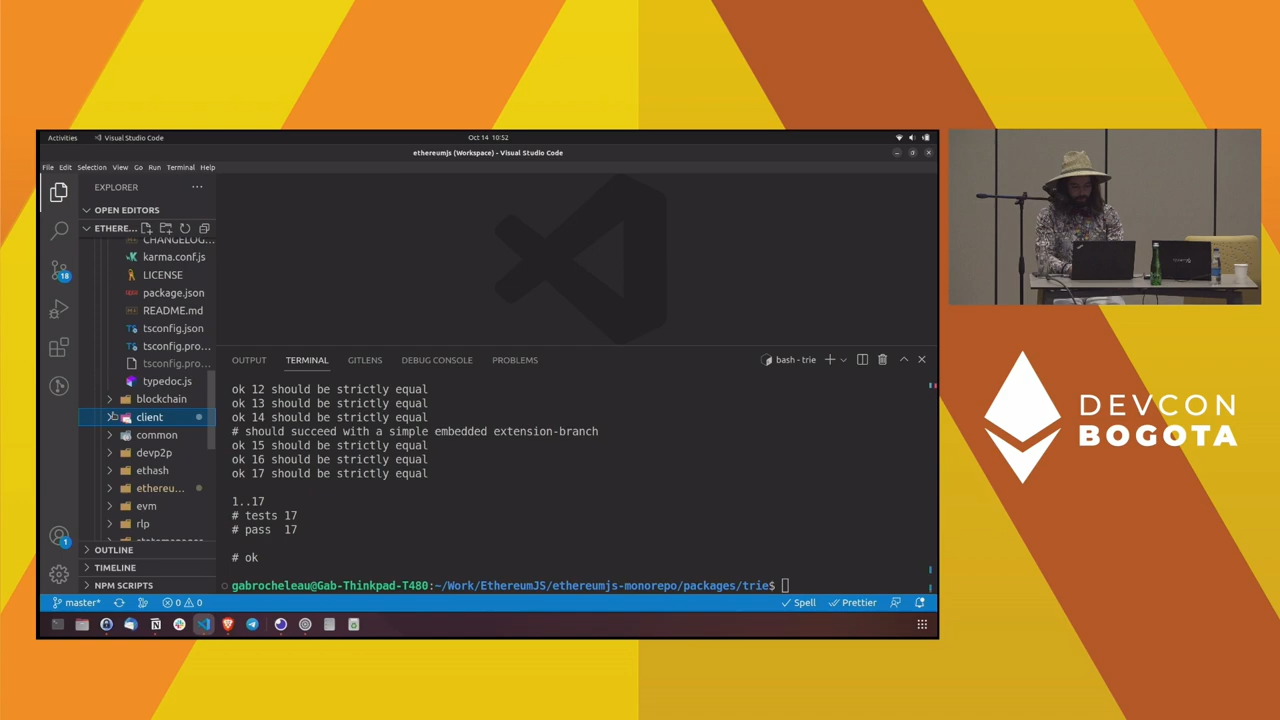 Activities
Visual Studio Code
Oct 14 10:52
ethereumjs (Workspace) - Visual Studio Code
File Edit Selection View Go Run Terminal Help
EXPLORER
OPEN EDITORS
ETHERE...
CHANGELOG...
karma.conf.js
LICENSE
package.json
README.md
tsconfig.json
tsconfig.pro...
tsconfig.pro...
typedoc.js
blockchain
client
common
devp2p
ethash
ethereu...
evm
rlp
OUTLINE
TIMELINE
NPM SCRIPTS
18
1
OUTPUT TERMINAL GITLENS DEBUG CONSOLE PROBLEMS
bash - trie
ok 12 should be strictly equal
ok 13 should be strictly equal
ok 14 should be strictly equal
# should succeed with a simple embedded extension-branch
ok 15 should be strictly equal
ok 16 should be strictly equal
ok 17 should be strictly equal
1..17
# tests 17
# pass 17
# ok
gabrocheleau@Gab-Thinkpad-T480:~/Work/EthereumJS/ethereumjs-monorepo/packages/trie$
master*
0 0
Spell
Prettier
DEVCON
BOGOTA